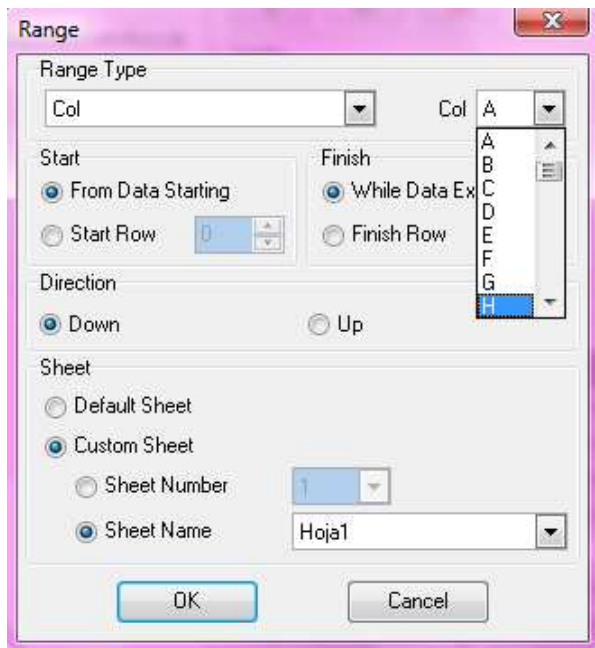 Range
Range Type
Col
Col A
A
B
C
D
E
F
G
H
Start
From Data Starting
Start Row 0
Finish
While Data Ex
Finish Row
Direction
Down
Up
Sheet
Default Sheet
Custom Sheet
Sheet Number 1
Sheet Name Hoja1
OK
Cancel